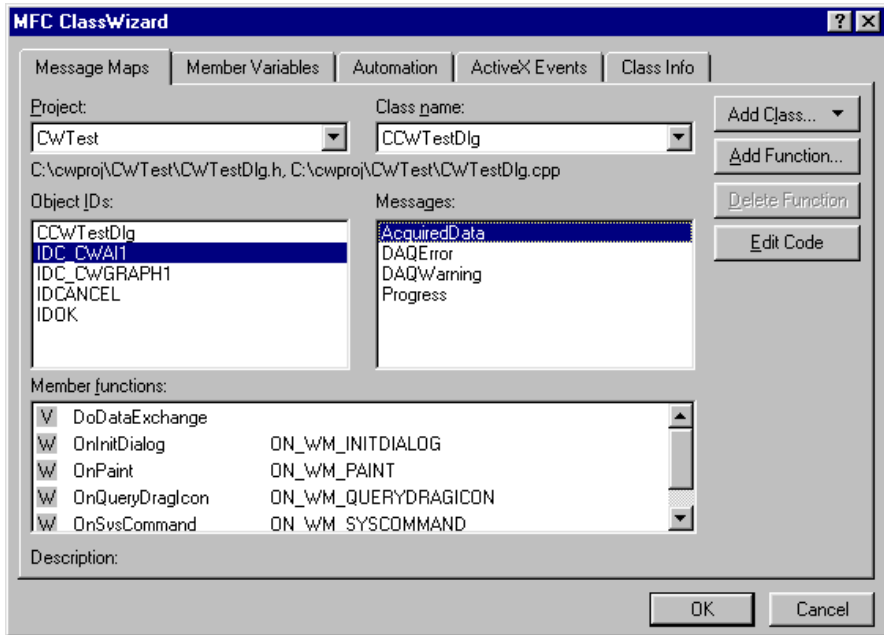 MFC ClassWizard
Message Maps Member Variables Automation ActiveX Events Class Info
Project: Class name:
CWTest CCWTestDlg Add Class...
C:\cwproj\CWTest\CWTestDlg.h, C:\cwproj\CWTest\CWTestDlg.cpp Add Function...
Object IDs: Messages: Delete Function
CCWTestDlg AcquiredData Edit Code
IDC_CWAI1 DAQError
IDC_CWGRAPH1 DAQWarning
IDCANCEL Progress
IDOK
Member functions:
V DoDataExchange
W OnInitDialog ON_WM_INITDIALOG
W OnPaint ON_WM_PAINT
W OnQueryDragIcon ON_WM_QUERYDRAGICON
W OnSysCommand ON_WM_SYSCOMMAND
Description:
OK Cancel